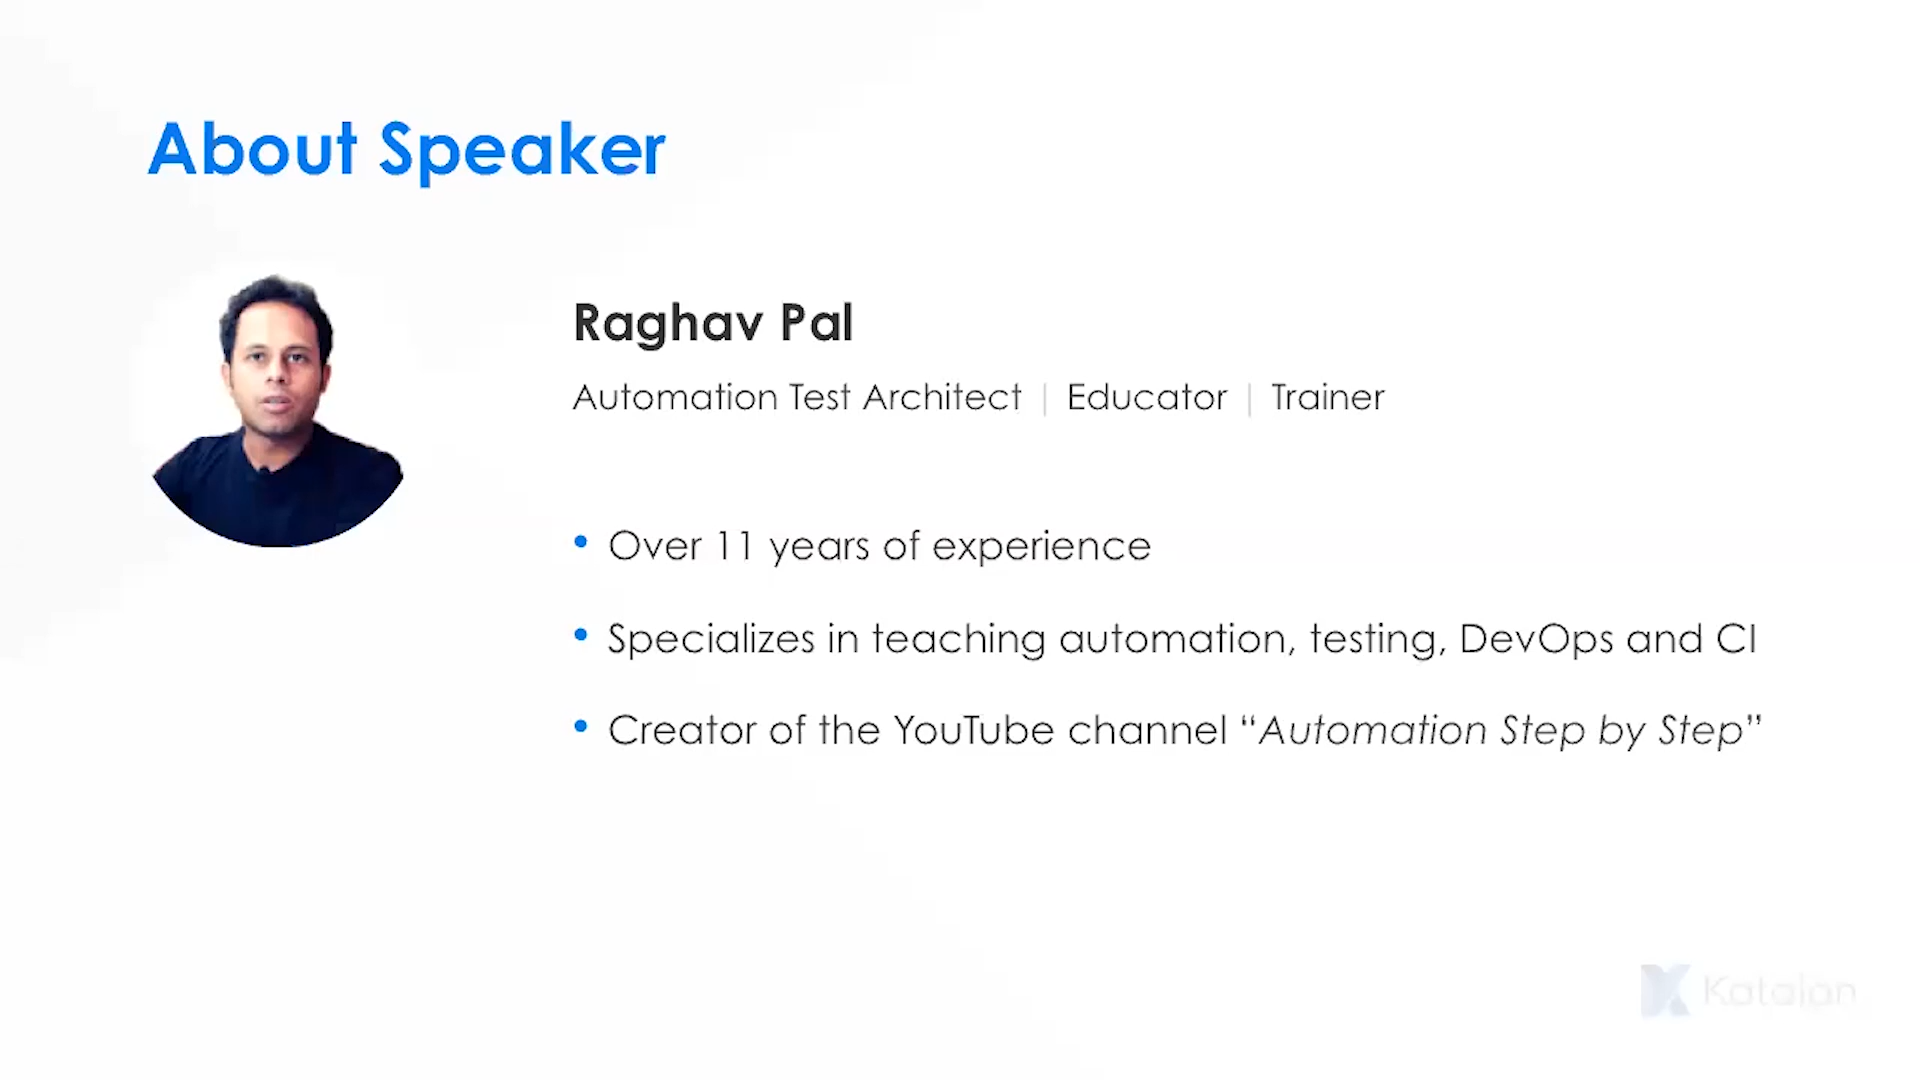 About Speaker
Raghav Pal
Automation Test Architect | Educator | Trainer
• Over 11 years of experience
• Specializes in teaching automation, testing, DevOps and CI
• Creator of the YouTube channel “Automation Step by Step”
Katalon